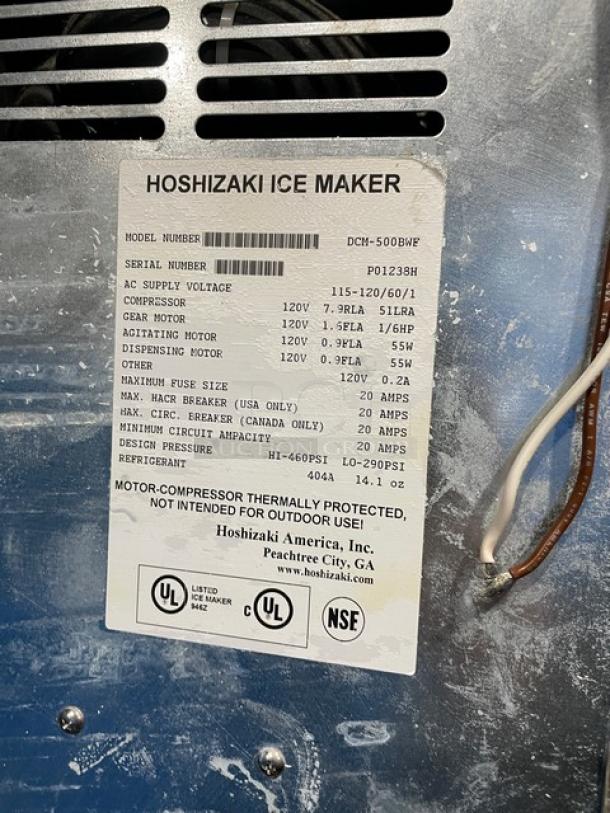 HOSHIZAKI ICE MAKER
MODEL NUMBER DCM-500BWF
SERIAL NUMBER P01238H
AC SUPPLY VOLTAGE 115-120/60/1
COMPRESSOR 120V 7.9RLA 51LRA
GEAR MOTOR 120V 1.6FLA 1/6HP
AGITATING MOTOR 120V 0.9FLA 55W
DISPENSING MOTOR 120V 0.9FLA 55W
OTHER 120V 0.2A
MAXIMUM FUSE SIZE 20 AMPS
MAX. HACR BREAKER (USA ONLY) 20 AMPS
MAX. CIRC. BREAKER (CANADA ONLY) 20 AMPS
MINIMUM CIRCUIT AMPACITY 20 AMPS
DESIGN PRESSURE HI-460PSI LO-290PSI
REFRIGERANT 404A 14.1 oz
MOTOR-COMPRESSOR THERMALLY PROTECTED,
NOT INTENDED FOR OUTDOOR USE!
Hoshizaki America, Inc.
Peachtree City, GA
www.hoshizaki.com
UL LISTED
ICE MAKER
946Z
C UL
NSF